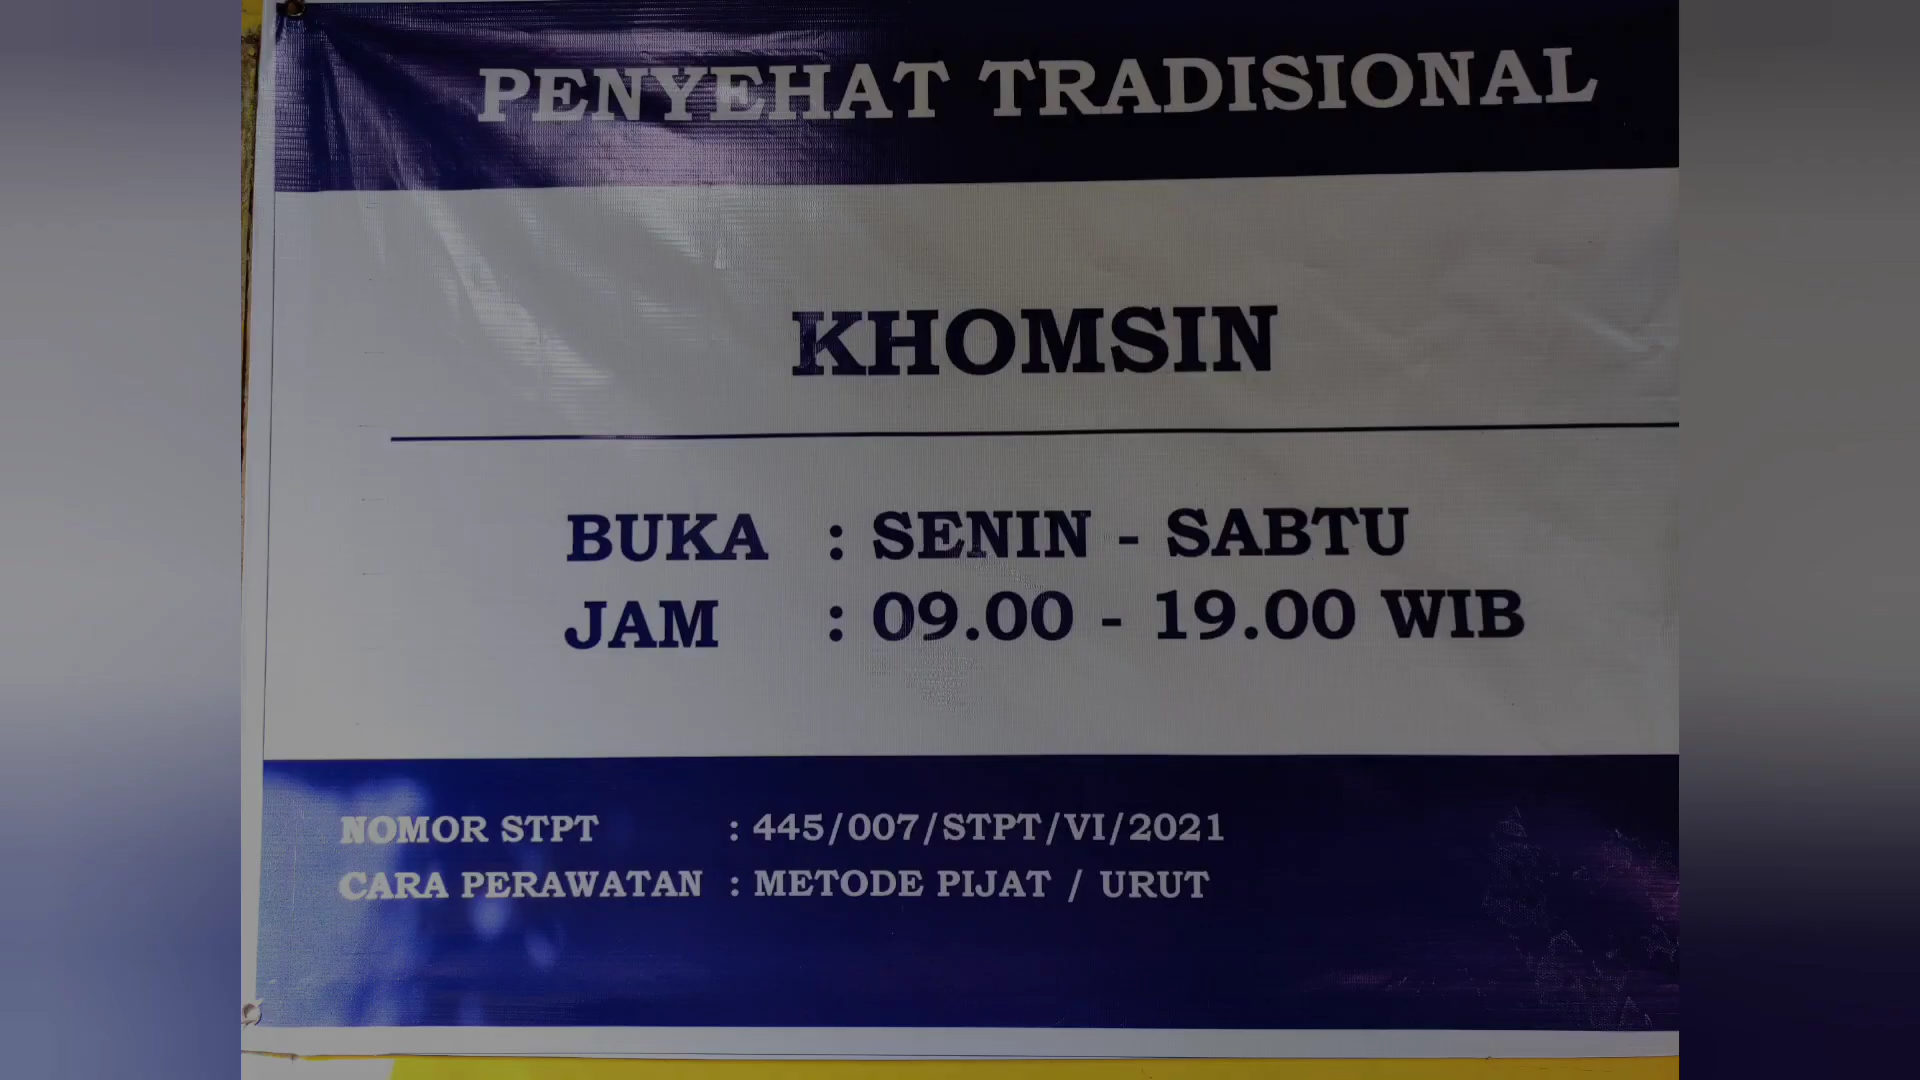 PENYEHAT TRADISIONAL
KHOMSIN
BUKA : SENIN - SABTU
JAM : 09.00 - 19.00 WIB
NOMOR STPT : 445/007/STPT/VI/2021
CARA PERAWATAN : METODE PIJAT / URUT